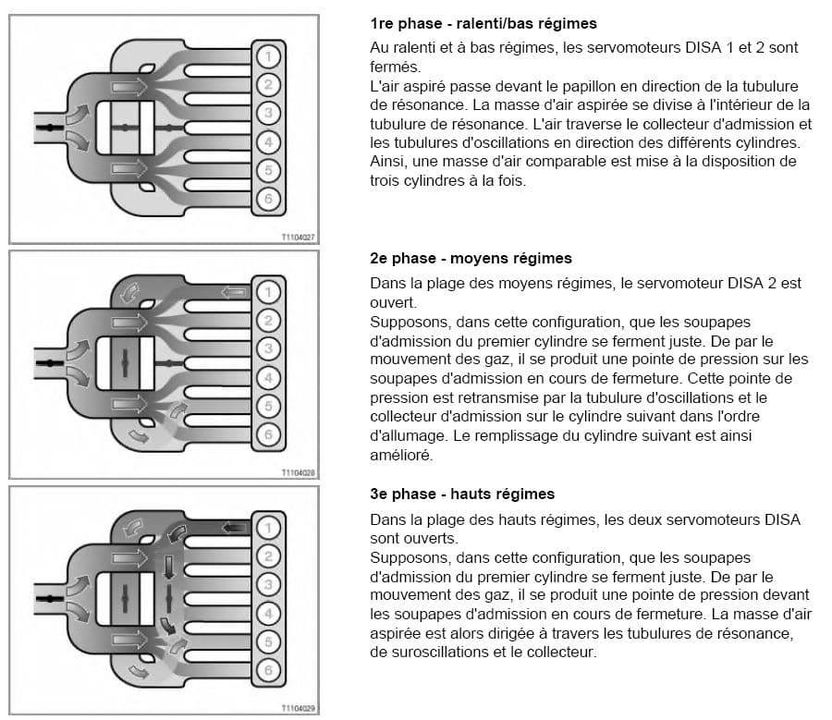 1re phase - ralenti/bas régimes
Au ralenti et à bas régimes, les servomoteurs DISA 1 et 2 sont
fermés.
L'air aspiré passe devant le papillon en direction de la tubulure
de résonance. La masse d'air aspirée se divise à l'intérieur de la
tubulure de résonance. L'air traverse le collecteur d'admission et
les tubulures d'oscillations en direction des différents cylindres.
Ainsi, une masse d'air comparable est mise à la disposition de
trois cylindres à la fois.
1
2
3
4
5
6
T1104027
2e phase - moyens régimes
Dans la plage des moyens régimes, le servomoteur DISA 2 est
ouvert.
Supposons, dans cette configuration, que les soupapes
d'admission du premier cylindre se ferment juste. De par le
mouvement des gaz, il se produit une pointe de pression sur les
soupapes d'admission en cours de fermeture. Cette pointe de
pression est retransmise par la tubulure d'oscillations et le
collecteur d'admission sur le cylindre suivant dans l'ordre
d'allumage. Le remplissage du cylindre suivant est ainsi
amélioré.
1
2
3
4
5
6
T1104028
3e phase - hauts régimes
Dans la plage des hauts régimes, les deux servomoteurs DISA
sont ouverts.
Supposons, dans cette configuration, que les soupapes
d'admission du premier cylindre se ferment juste. De par le
mouvement des gaz, il se produit une pointe de pression devant
les soupapes d'admission en cours de fermeture. La masse d'air
aspirée est alors dirigée à travers les tubulures de résonance,
de suroscillations et le collecteur.
1
2
3
4
5
6
T1104029